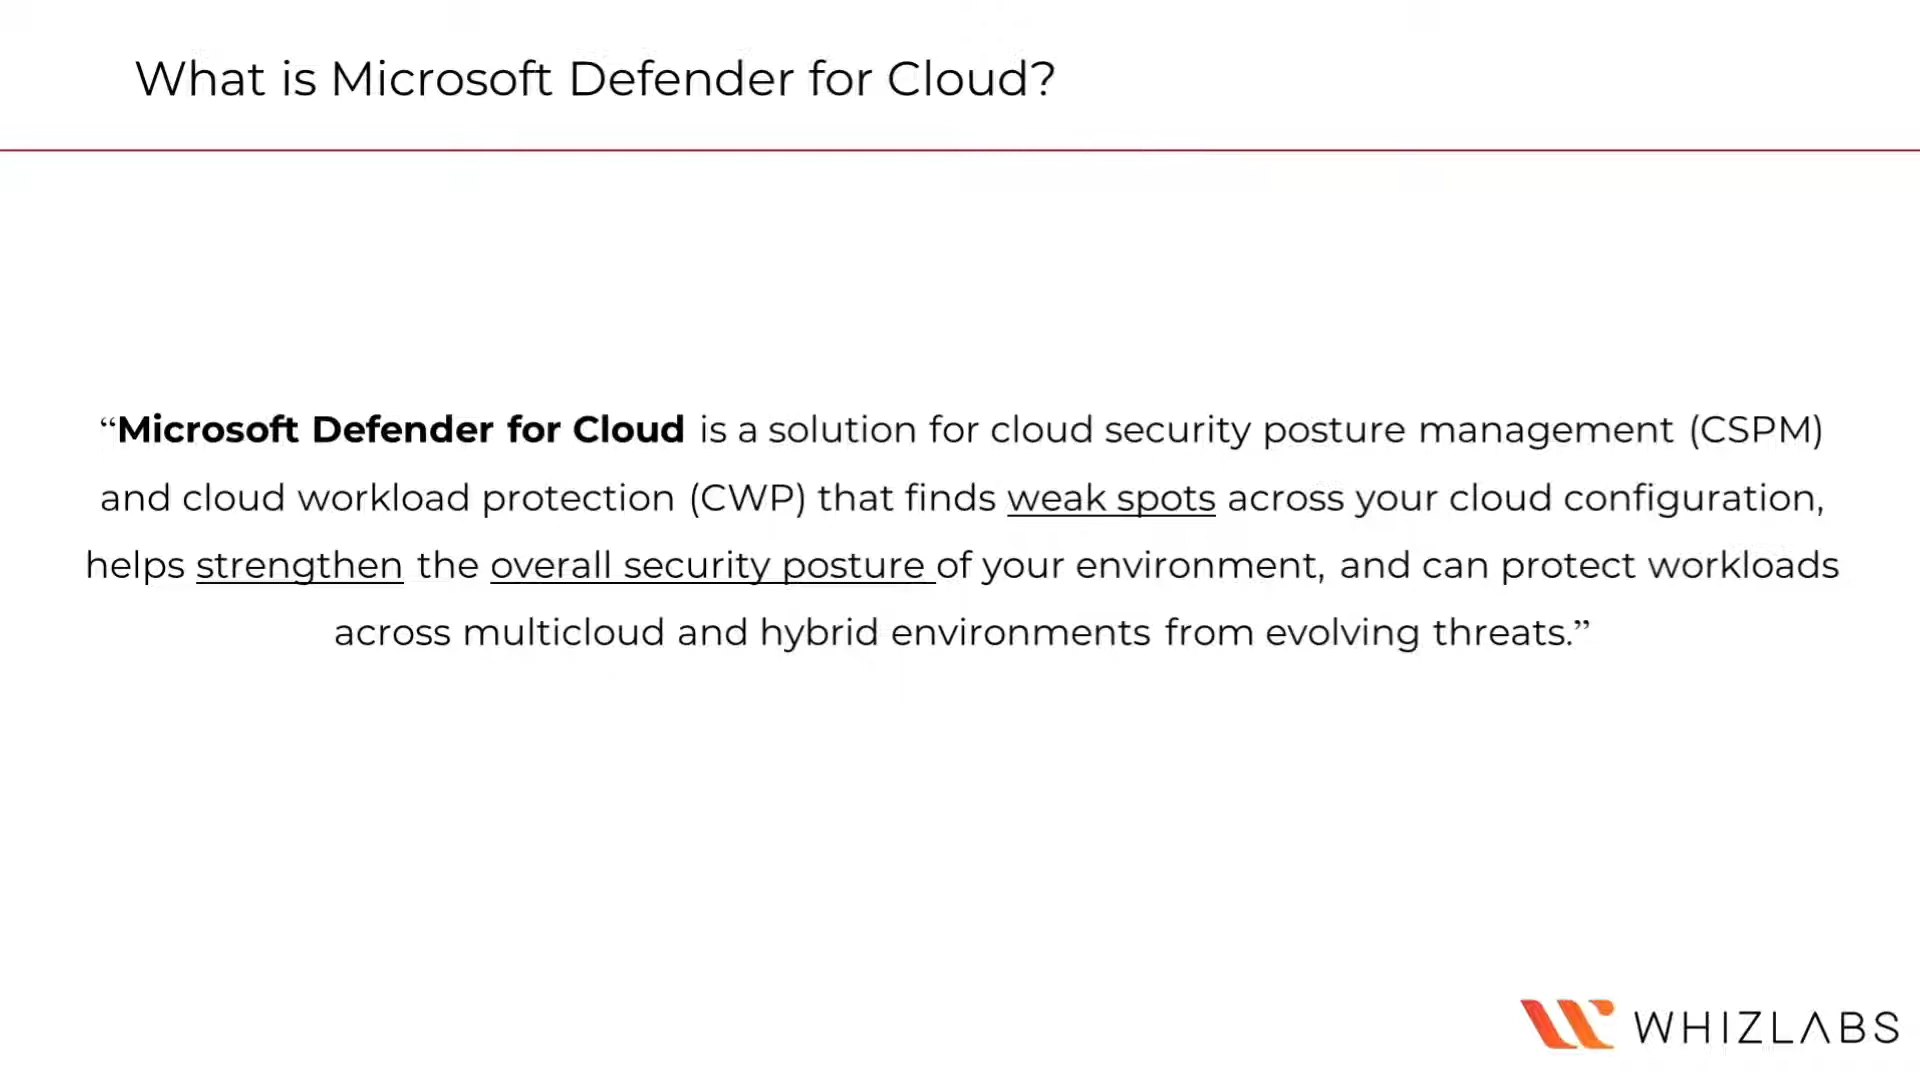 What is Microsoft Defender for Cloud?
“Microsoft Defender for Cloud is a solution for cloud security posture management (CSPM)
and cloud workload protection (CWP) that finds weak spots across your cloud configuration,
helps strengthen the overall security posture of your environment, and can protect workloads
across multicloud and hybrid environments from evolving threats.”
WHIZLABS